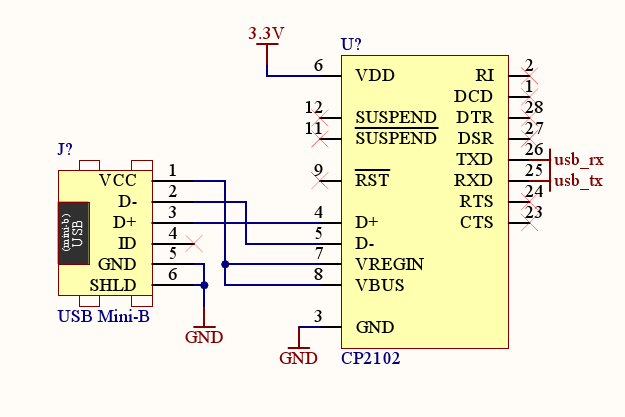 3.3V
U?
6 VDD RI 2
DCD 1
12 SUSPEND DTR 28
11 SUSPEND DSR 27
TXD 26 usb_rx
9 RST RXD 25 usb_tx
RTS 24
4 D+ CTS 23
5 D-
7 VREGIN
8 VBUS
3 GND
GND
CP2102
J?
VCC 1
D- 2
D+ 3
ID 4
GND 5
SHLD 6
(mini-b)
USB
USB Mini-B
GND